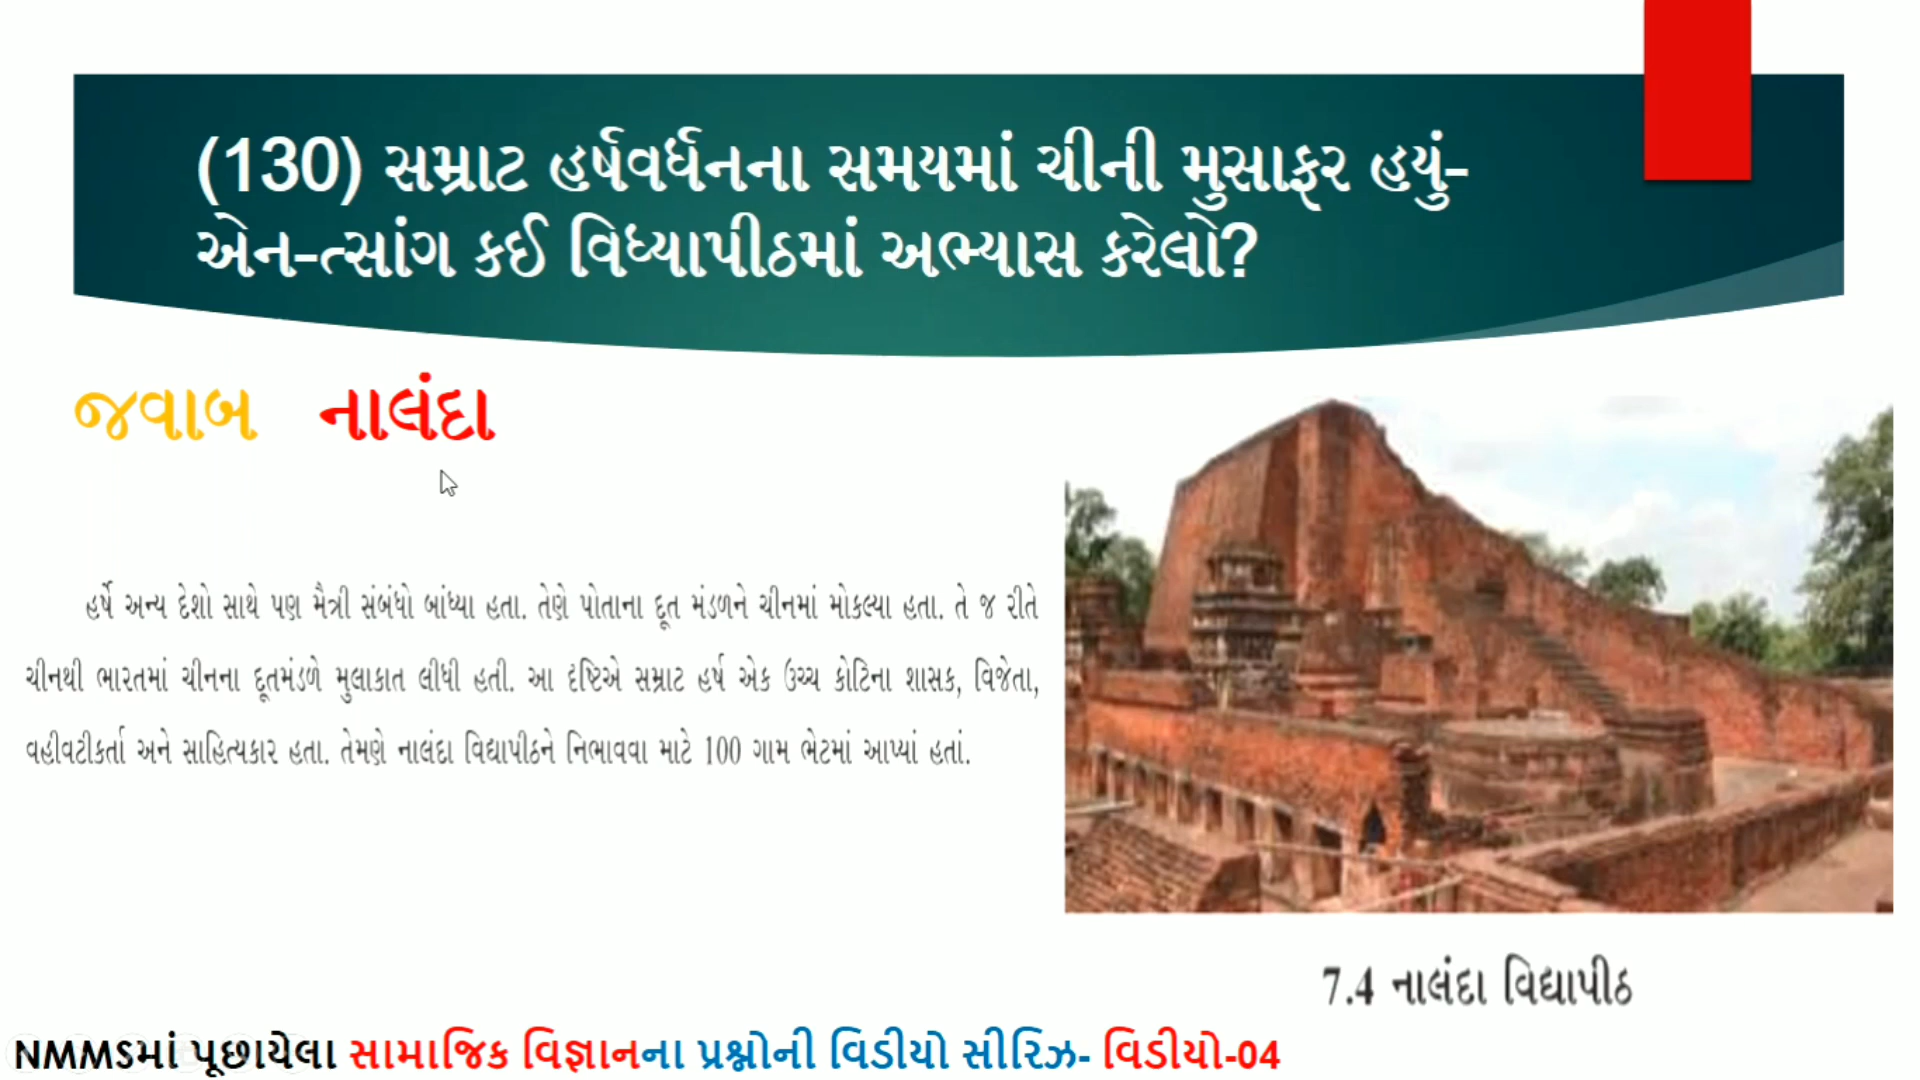 (130) સમ્રાટ હર્ષવર્ધનના સમયમાં ચીની મુસાફર હયું-
એન-ત્સાંગ કઈ વિધ્યાપીઠમાં અભ્યાસ કરેલો?
જવાબ નાલંદા
હર્ષે અન્ય દેશો સાથે પણ મૈત્રી સંબંધો બાંધ્યા હતા. તેણે પોતાના દૂત મંડળને ચીનમાં મોકલ્યા હતા. તે જ રીતે
ચીનથી ભારતમાં ચીનના દૂતમંડળે મુલાકાત લીધી હતી. આ દૃષ્ટિએ સમ્રાટ હર્ષ એક ઉચ્ચ કોટિના શાસક, વિજેતા,
વહીવટીકર્તા અને સાહિત્યકાર હતા. તેમણે નાલંદા વિદ્યાપીઠને નિભાવવા માટે 100 ગામ ભેટમાં આપ્યાં હતાં.
7.4 નાલંદા વિદ્યાપીઠ
NMMSમાં પૂછાયેલા સામાજિક વિજ્ઞાનના પ્રશ્નોની વિડીયો સીરિઝ- વિડીયો-04